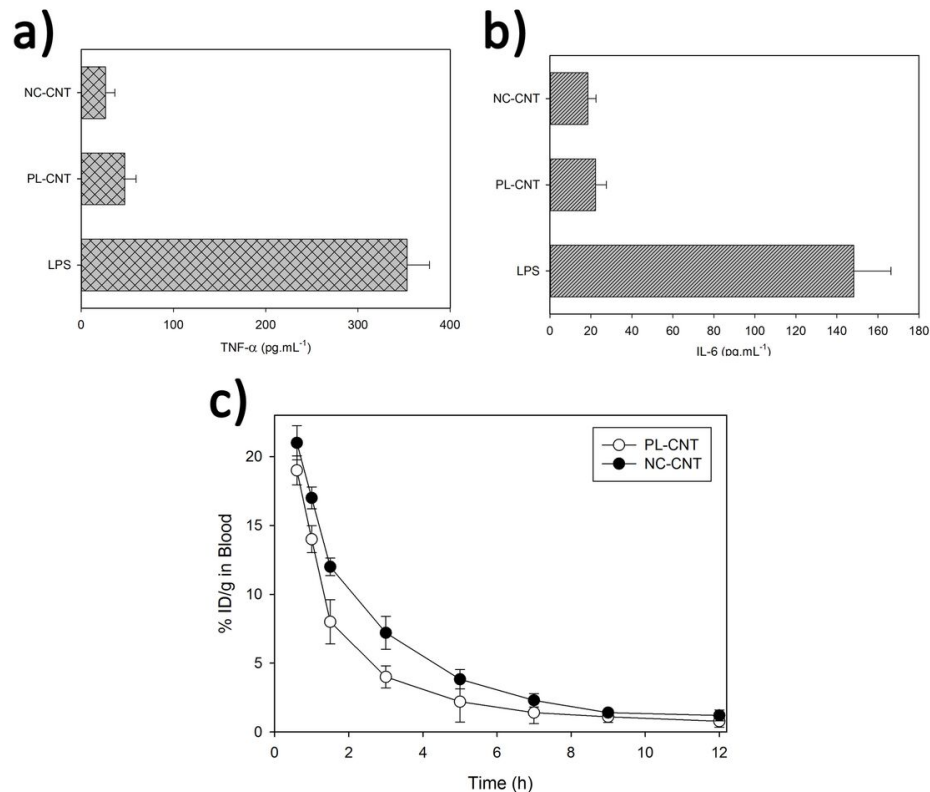 a)
NC-CNT
PL-CNT
LPS
0 100 200 300 400
TNF-α (pg.mL⁻¹)
b)
NC-CNT
PL-CNT
LPS
0 20 40 60 80 100 120 140 160 180
IL-6 (pg.mL⁻¹)
c)
% ID/g in Blood
20
15
10
5
0
PL-CNT
NC-CNT
0 2 4 6 8 10 12
Time (h)